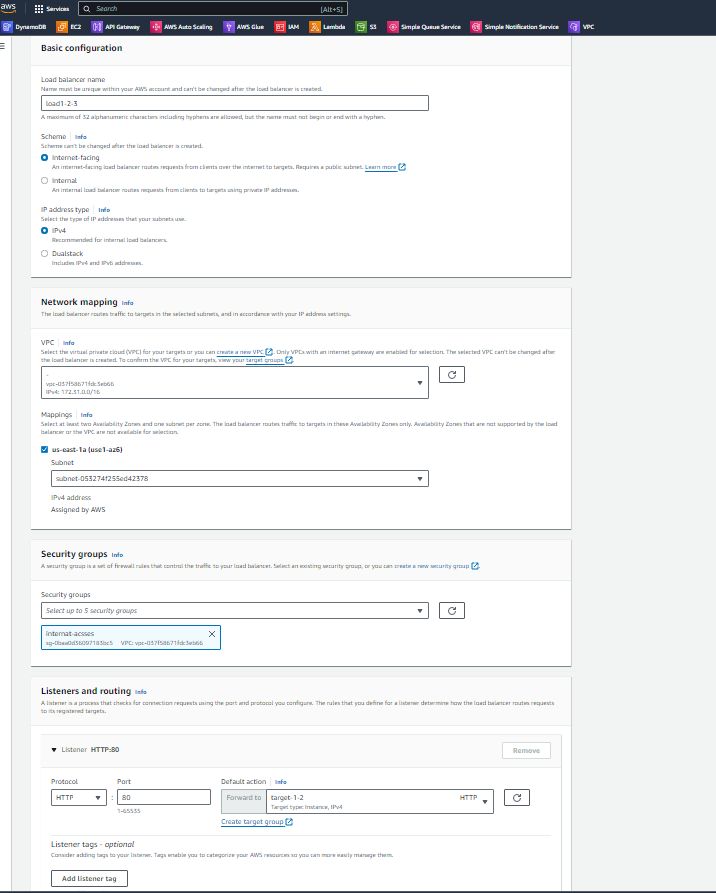 aws
Services
Search
[Alt+S]
DynamoDB
EC2
API Gateway
AWS Auto Scaling
AWS Glue
IAM
Lambda
S3
Simple Queue Service
Simple Notification Service
VPC
Basic configuration
Load balancer name
Name must be unique within your AWS account and can't be changed after the load balancer is created.
load1-2-3
A maximum of 32 alphanumeric characters including hyphens are allowed, but the name must not begin or end with a hyphen.
Scheme Info
Scheme can't be changed after the load balancer is created.
Internet-facing
An internet-facing load balancer routes requests from clients over the internet to targets. Requires a public subnet. Learn more
Internal
An internal load balancer routes requests from clients to targets using private IP addresses.
IP address type Info
Select the type of IP addresses that your subnets use.
IPv4
Recommended for internal load balancers.
Dualstack
Includes IPv4 and IPv6 addresses.
Network mapping Info
The load balancer routes traffic to targets in the selected subnets, and in accordance with your IP address settings.
VPC Info
Select the virtual private cloud (VPC) for your targets or you can create a new VPC. Only VPCs with an internet gateway are enabled for selection. The selected VPC can't be changed after
the load balancer is created. To confirm the VPC for your targets, view your target groups.
-
vpc-037f58671fdc3eb66
IPv4: 172.31.0.0/16
Mappings Info
Select at least two Availability Zones and one subnet per zone. The load balancer routes traffic to targets in these Availability Zones only. Availability Zones that are not supported by the load
balancer or the VPC are not available for selection.
us-east-1a (use1-az6)
Subnet
subnet-053274f255ed42378
IPv4 address
Assigned by AWS
Security groups Info
A security group is a set of firewall rules that control the traffic to your load balancer. Select an existing security group, or you can create a new security group.
Security groups
Select up to 5 security groups
internat-acsses
sg-0baa0d36097183bc5 VPC: vpc-037f58671fdc3eb66
Listeners and routing Info
A listener is a process that checks for connection requests using the port and protocol you configure. The rules that you define for a listener determine how the load balancer routes requests
to its registered targets.
Listener HTTP:80
Remove
Protocol
Port
Default action Info
HTTP
:
80
Forward to
target-1-2
HTTP
Target type: Instance, IPv4
1-65535
Create target group
Listener tags - optional
Consider adding tags to your listener. Tags enable you to categorize your AWS resources so you can more easily manage them.
Add listener tag